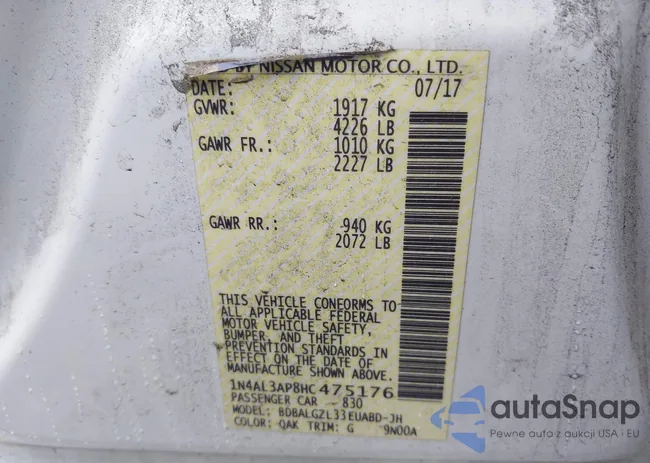 BY NISSAN MOTOR CO., LTD.
DATE: 07/17
GVWR: 1917 KG
4226 LB
GAWR FR.: 1010 KG
2227 LB
GAWR RR.: 940 KG
2072 LB
THIS VEHICLE CONFORMS TO
ALL APPLICABLE FEDERAL
MOTOR VEHICLE SAFETY,
BUMPER, AND THEFT
PREVENTION STANDARDS IN
EFFECT ON THE DATE OF
MANUFACTURE SHOWN ABOVE.
1N4AL3AP8HC475176
PASSENGER CAR 830
MODEL: BDBALGZL33EUABD-JH
COLOR: QAK TRIM: G 9N00A
autoSnap
Pewne auta z aukcji USA i EU